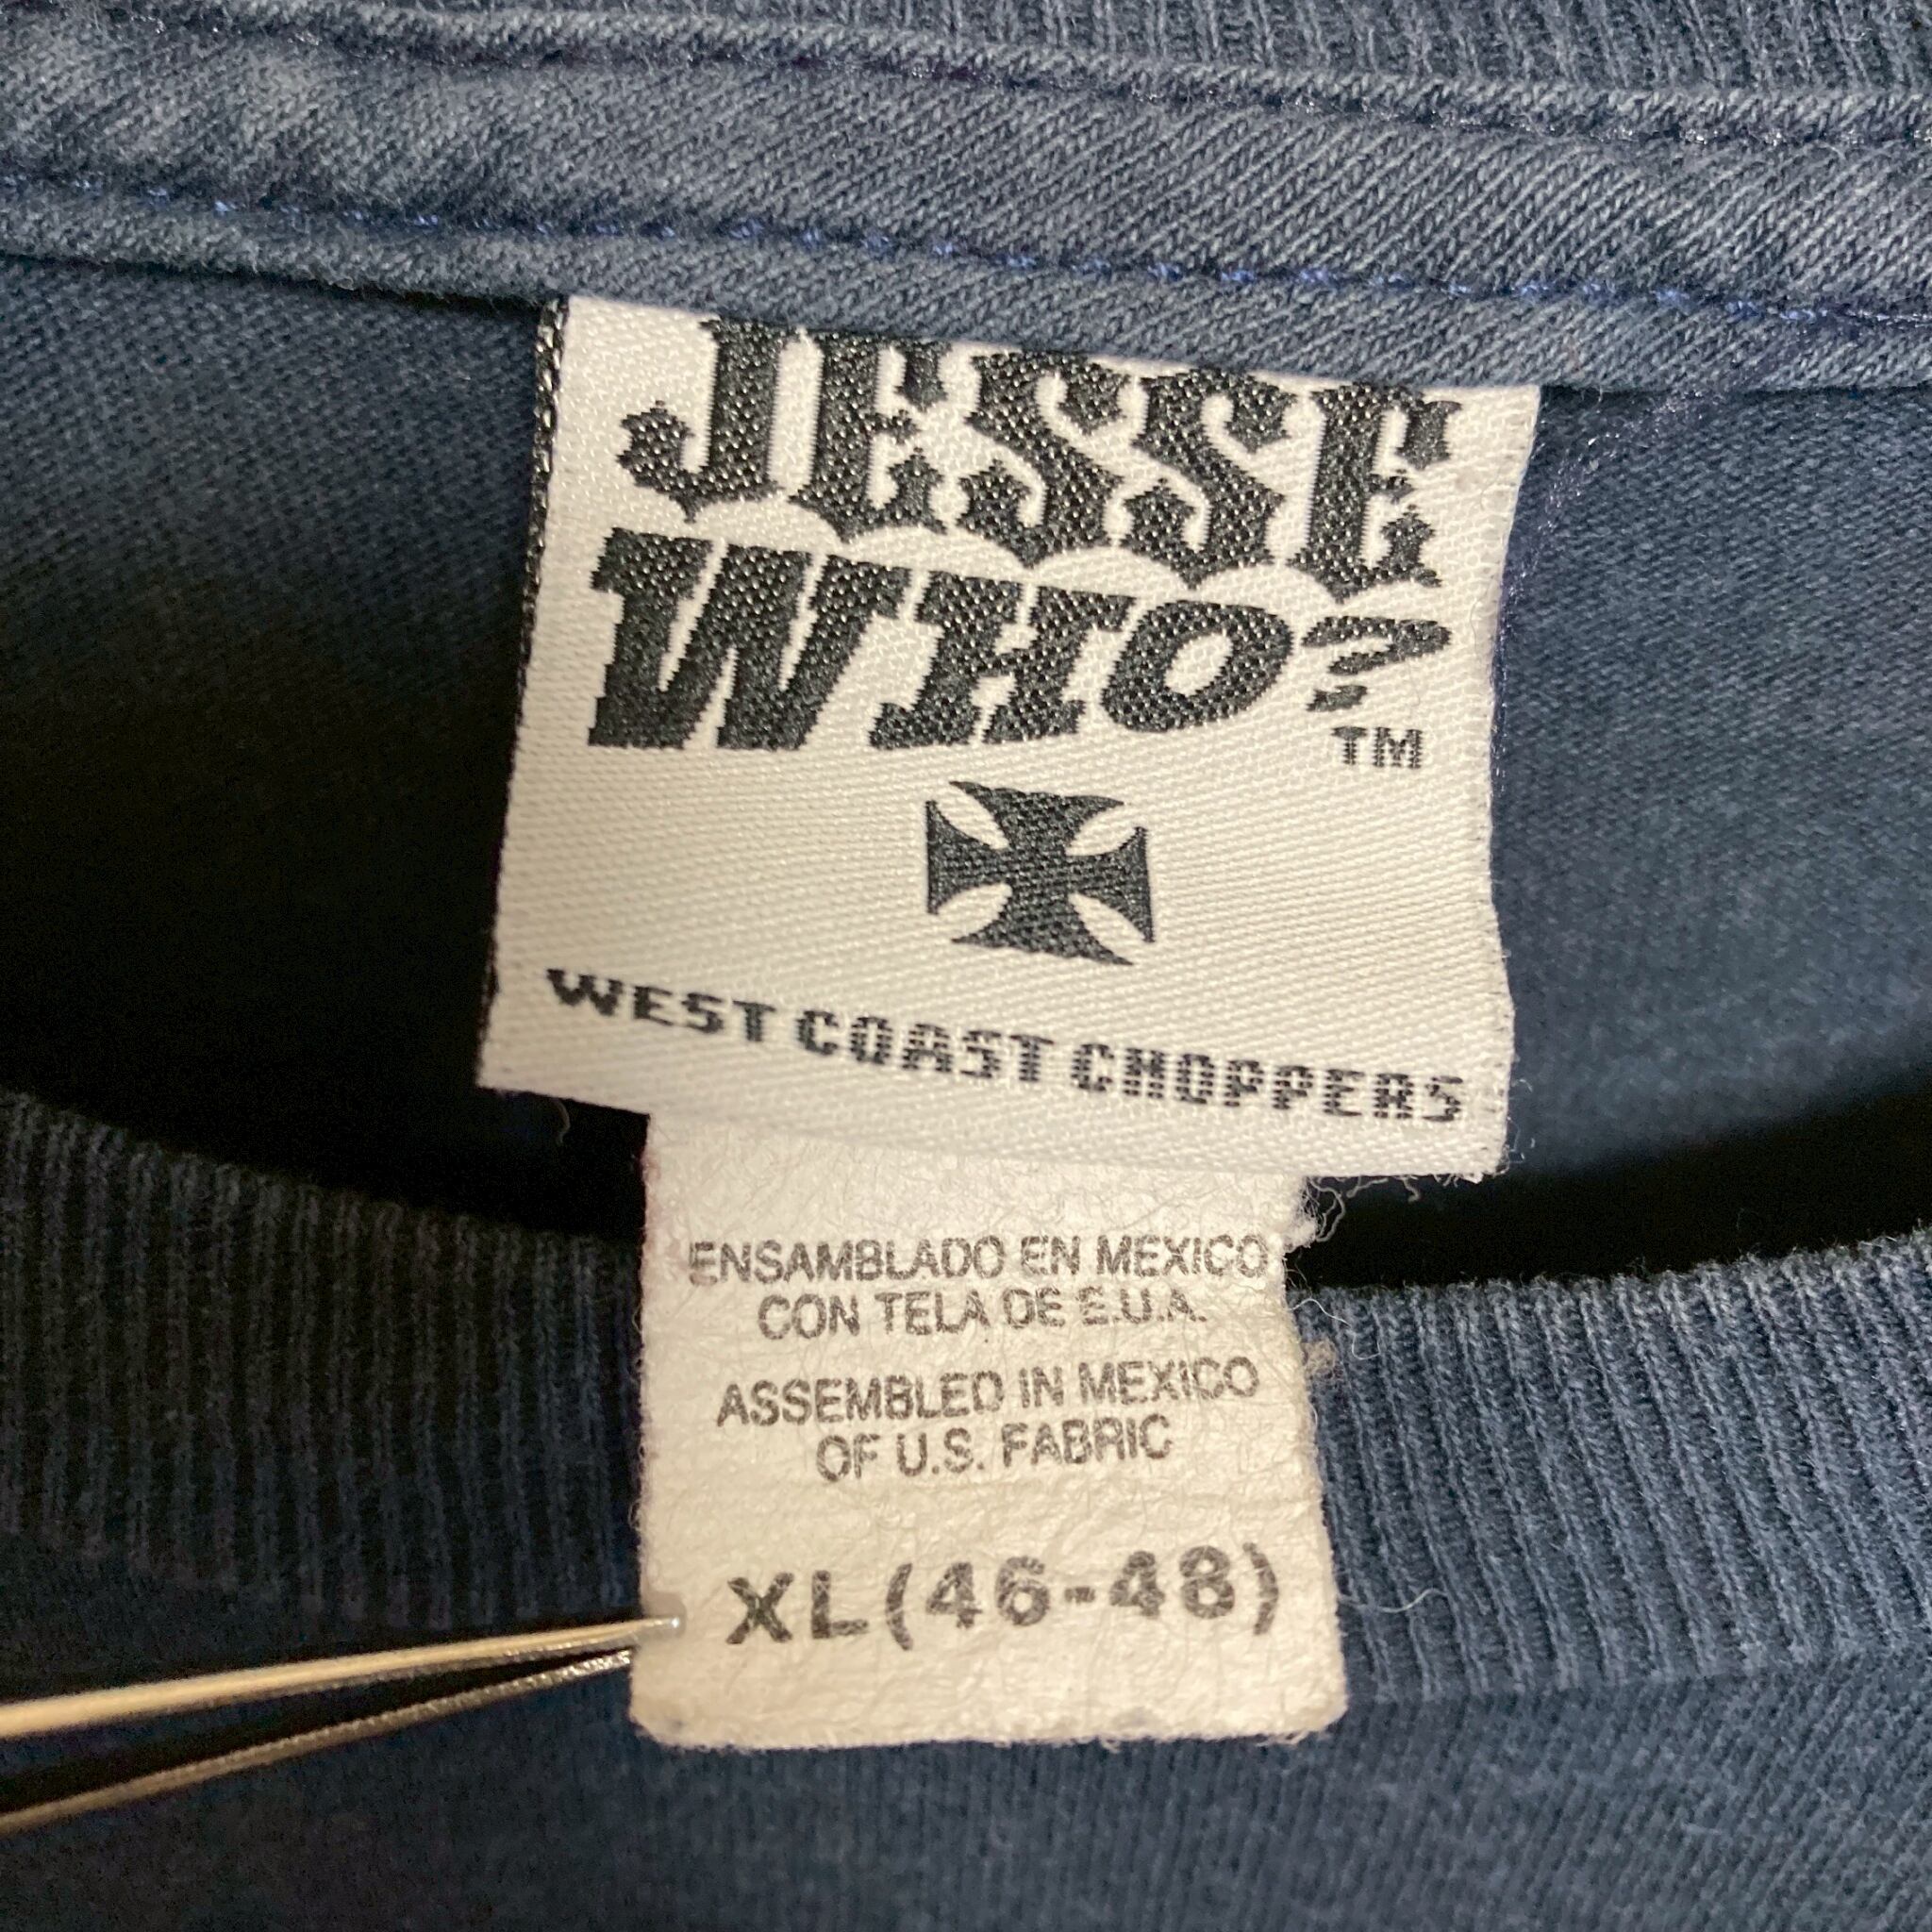 JESSE
WHO?
TM
WEST COAST CHOPPERS
ENSAMBLADO EN MEXICO
CON TELA DE E.U.A.
ASSEMBLED IN MEXICO
OF U.S. FABRIC
XL(46-48)